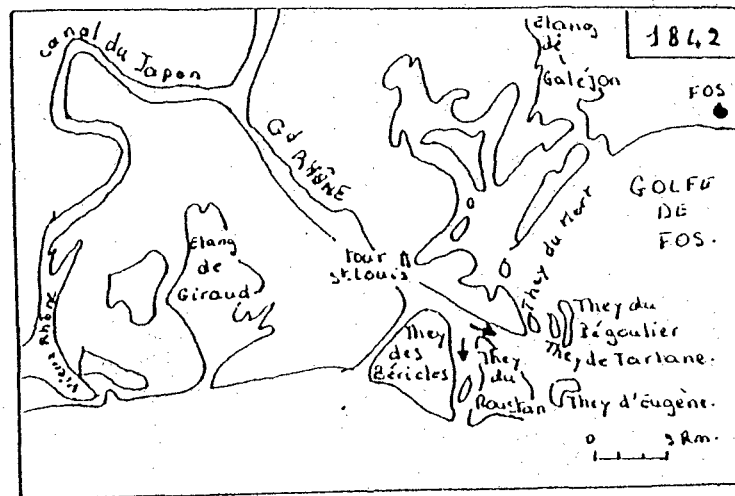 canal du Japon
Etang
de
Galéjon
1842
FOS
Gd RHÔNE
GOLFE
DE
FOS.
Etang
de
Giraud
Tour
St. Louis
They du Mort
Vieux Rhône
They
des
Béricles
They
du
Roustan
They du
Bégoulier
They de Tartane.
They d'Eugène.
0 3 Km.